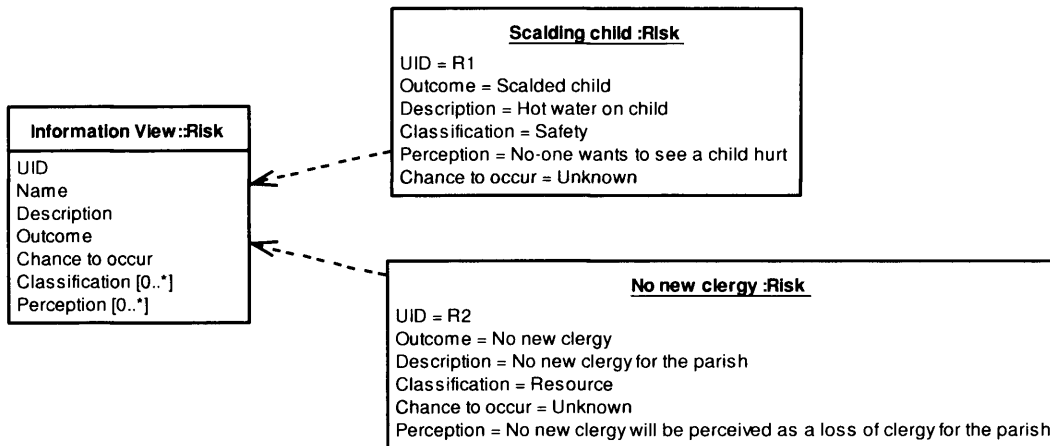 Information View::Risk
UID
Name
Description
Outcome
Chance to occur
Classification [0..*]
Perception [0..*]
Scalding child :Risk
UID = R1
Outcome = Scalded child
Description = Hot water on child
Classification = Safety
Perception = No-one wants to see a child hurt
Chance to occur = Unknown
No new clergy :Risk
UID = R2
Outcome = No new clergy
Description = No new clergy for the parish
Classification = Resource
Chance to occur = Unknown
Perception = No new clergy will be perceived as a loss of clergy for the parish